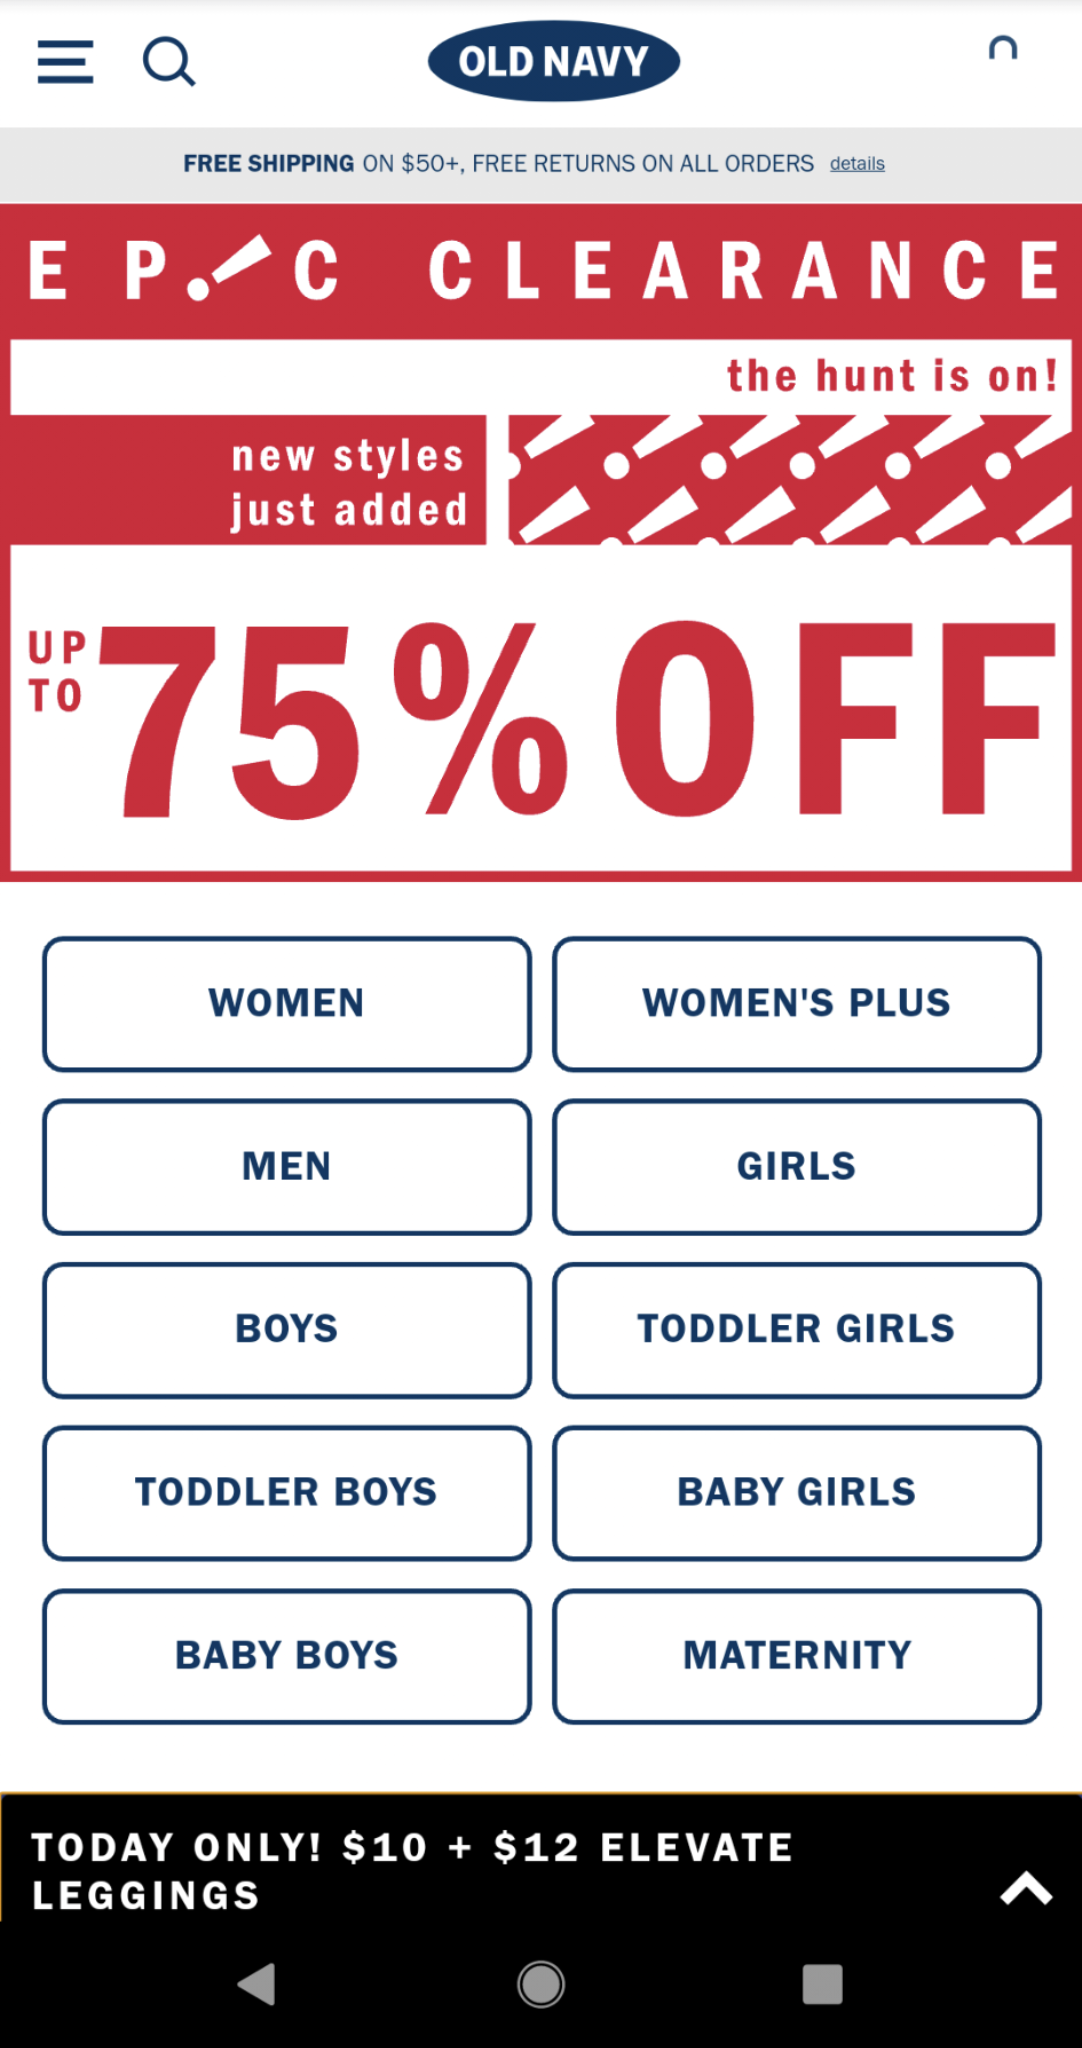 OLD NAVY
FREE SHIPPING ON $50+, FREE RETURNS ON ALL ORDERS details
EP!C CLEARANCE
the hunt is on!
new styles
just added
UP
TO
75% OFF
WOMEN
WOMEN'S PLUS
MEN
GIRLS
BOYS
TODDLER GIRLS
TODDLER BOYS
BABY GIRLS
BABY BOYS
MATERNITY
TODAY ONLY! $10 + $12 ELEVATE
LEGGINGS